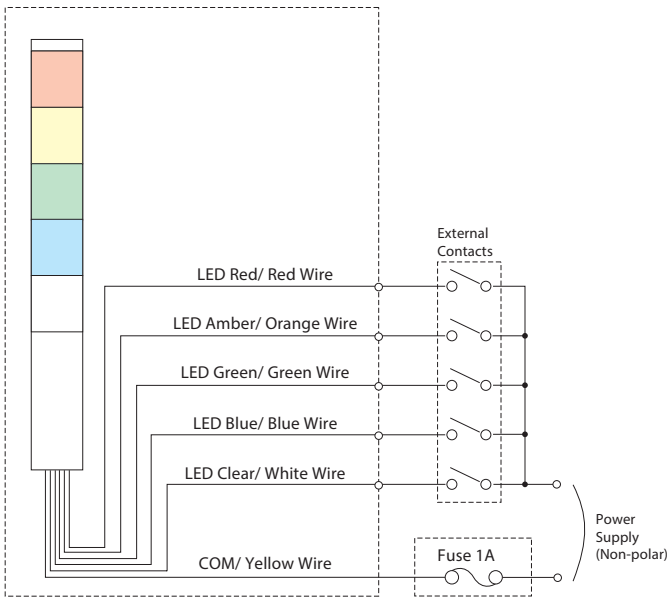 External
Contacts
LED Red/ Red Wire
LED Amber/ Orange Wire
LED Green/ Green Wire
LED Blue/ Blue Wire
LED Clear/ White Wire
COM/ Yellow Wire
Fuse 1A
Power
Supply
(Non-polar)